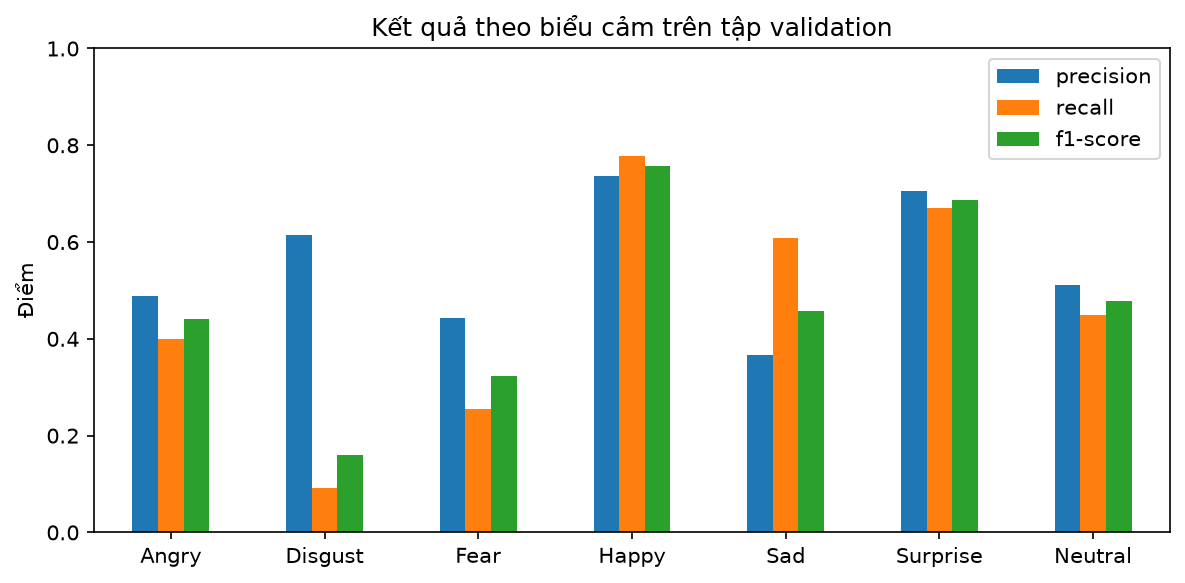 Kết quả theo biểu cảm trên tập validation
precision
recall
f1-score
Điểm
1.0
0.8
0.6
0.4
0.2
0.0
Angry
Disgust
Fear
Happy
Sad
Surprise
Neutral